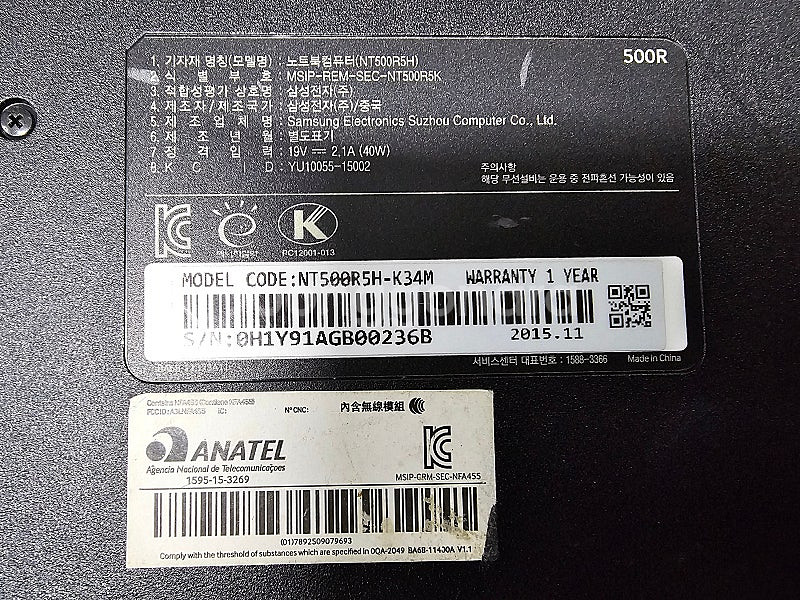 500R
1. 기자재 명칭(모델명) : 노트북컴퓨터(NT500R5H)
2. 식 별 부 호 : MSIP-REM-SEC-NT500R5K
3. 적합성평가 상호명 : 삼성전자(주)
4. 제조자/제조국가 : 삼성전자(주)/중국
5. 제 조 업 체 명 : Samsung Electronics Suzhou Computer Co., Ltd.
6. 제 조 년 월 : 별도표기
7. 정 격 입 력 : 19V ⎓ 2.1A (40W)
8. K C I D : YU10055-15002
주의사항
해당 무선설비는 운용 중 전파혼선 가능성이 있음
PC12001-013
MODEL CODE:NT500R5H-K34M WARRANTY 1 YEAR
S/N:0H1Y91AGB00236B 2015.11
서비스센터 대표번호 : 1588-3366 Made in China
IC: N° CNC: 內含無線模組
ANATEL
Agência Nacional de Telecomunicações
1595-15-3269 MSIP-CRM-SEC-NFA455
(01)7892509079693
Comply with the threshold of substances which are specified in 0QA-2049 BA68-11400A V1.1